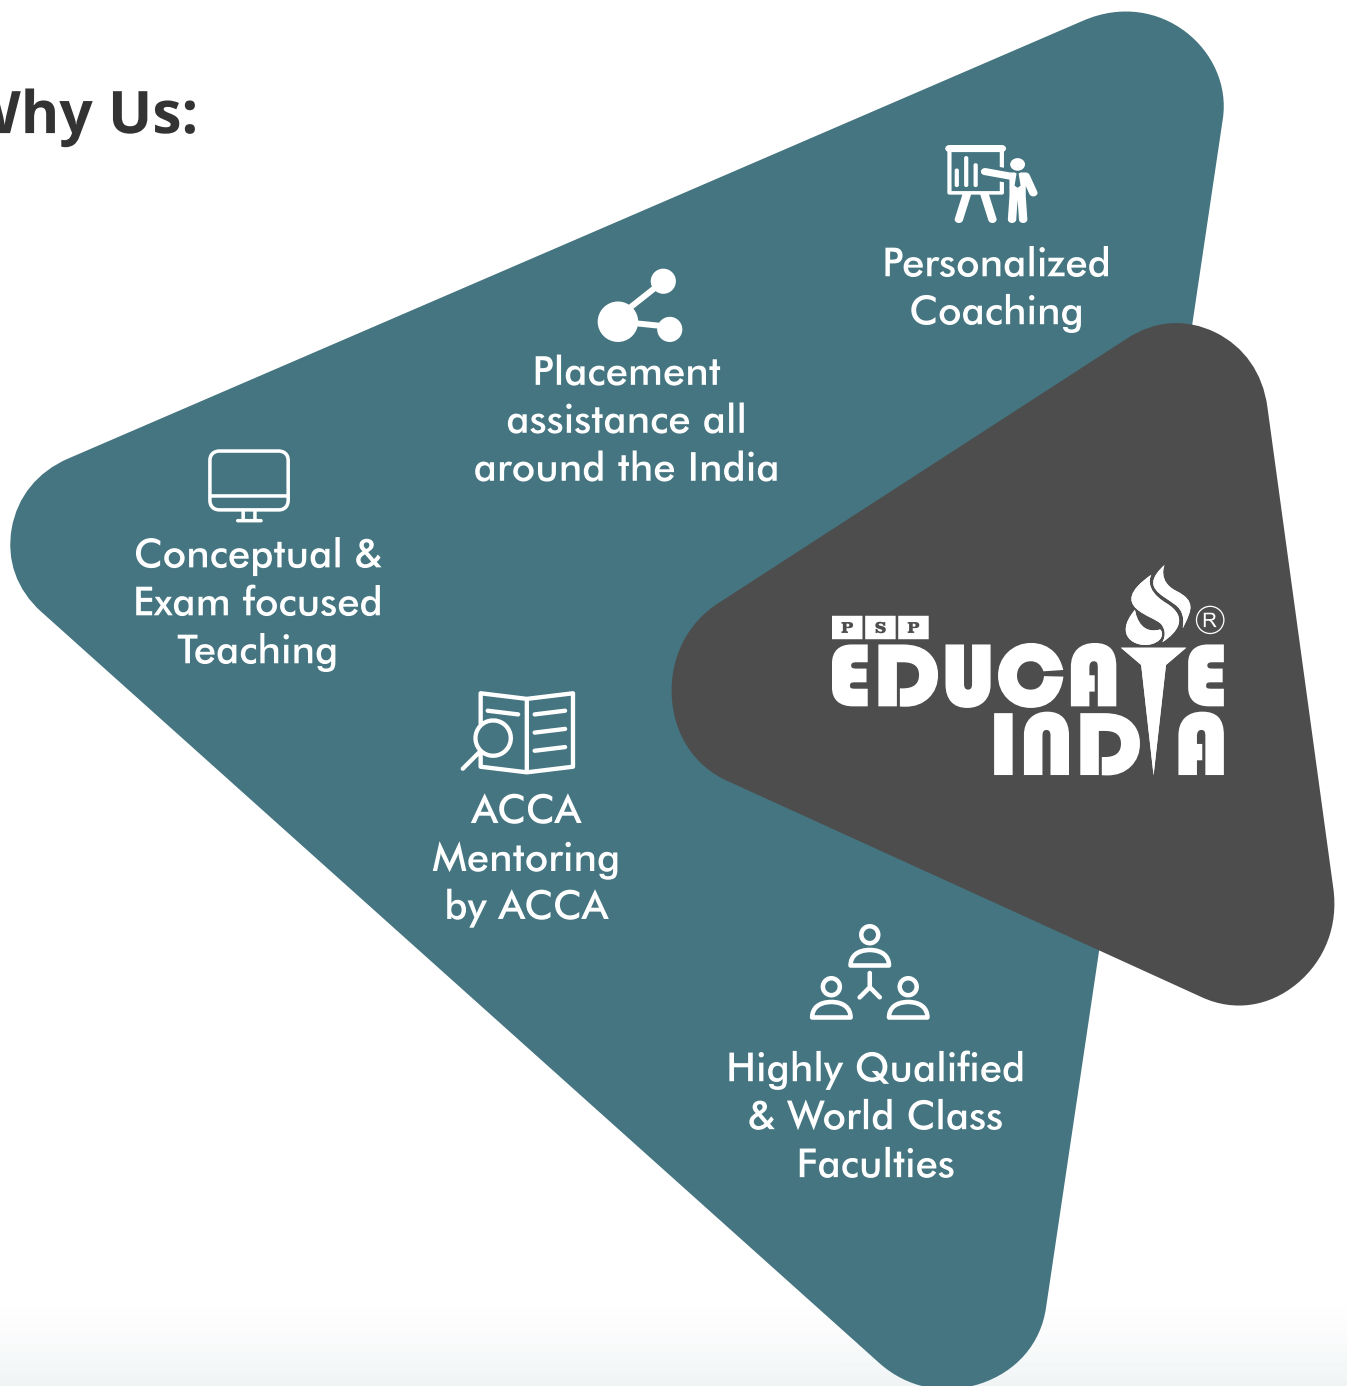 Why Us:
Personalized
Coaching
Placement
assistance all
around the India
Conceptual &
Exam focused
Teaching
PSP
EDUCATE ®
INDIA
ACCA
Mentoring
by ACCA
Highly Qualified
& World Class
Faculties